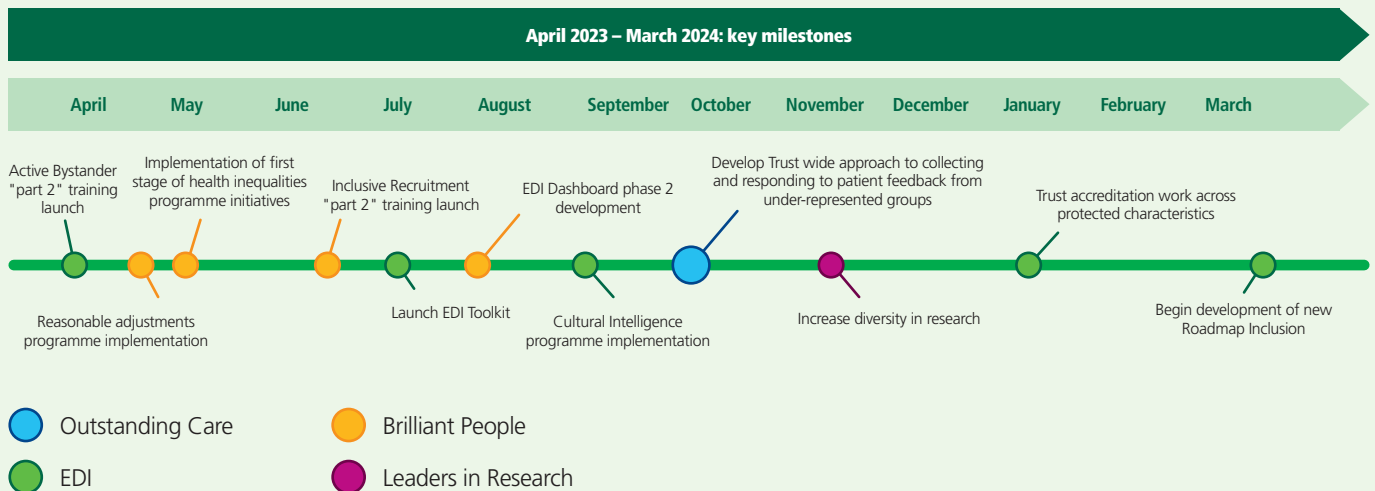 April 2023 – March 2024: key milestones
April May June July August September October November December January February March
Active Bystander
"part 2" training
launch
Implementation of first
stage of health inequalities
programme initiatives
Inclusive Recruitment
"part 2" training launch
EDI Dashboard phase 2
development
Develop Trust wide approach to collecting
and responding to patient feedback from
under-represented groups
Trust accreditation work across
protected characteristics
Reasonable adjustments
programme implementation
Launch EDI Toolkit
Cultural Intelligence
programme implementation
Increase diversity in research
Begin development of new
Roadmap Inclusion
Outstanding Care
Brilliant People
EDI
Leaders in Research